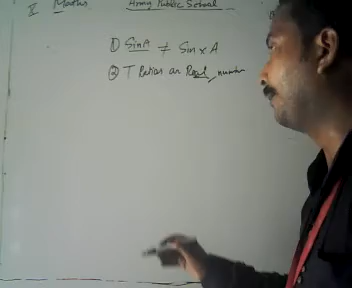 X Maths Army Public School
① SinA ≠ Sin × A
② T Ratios are Real number